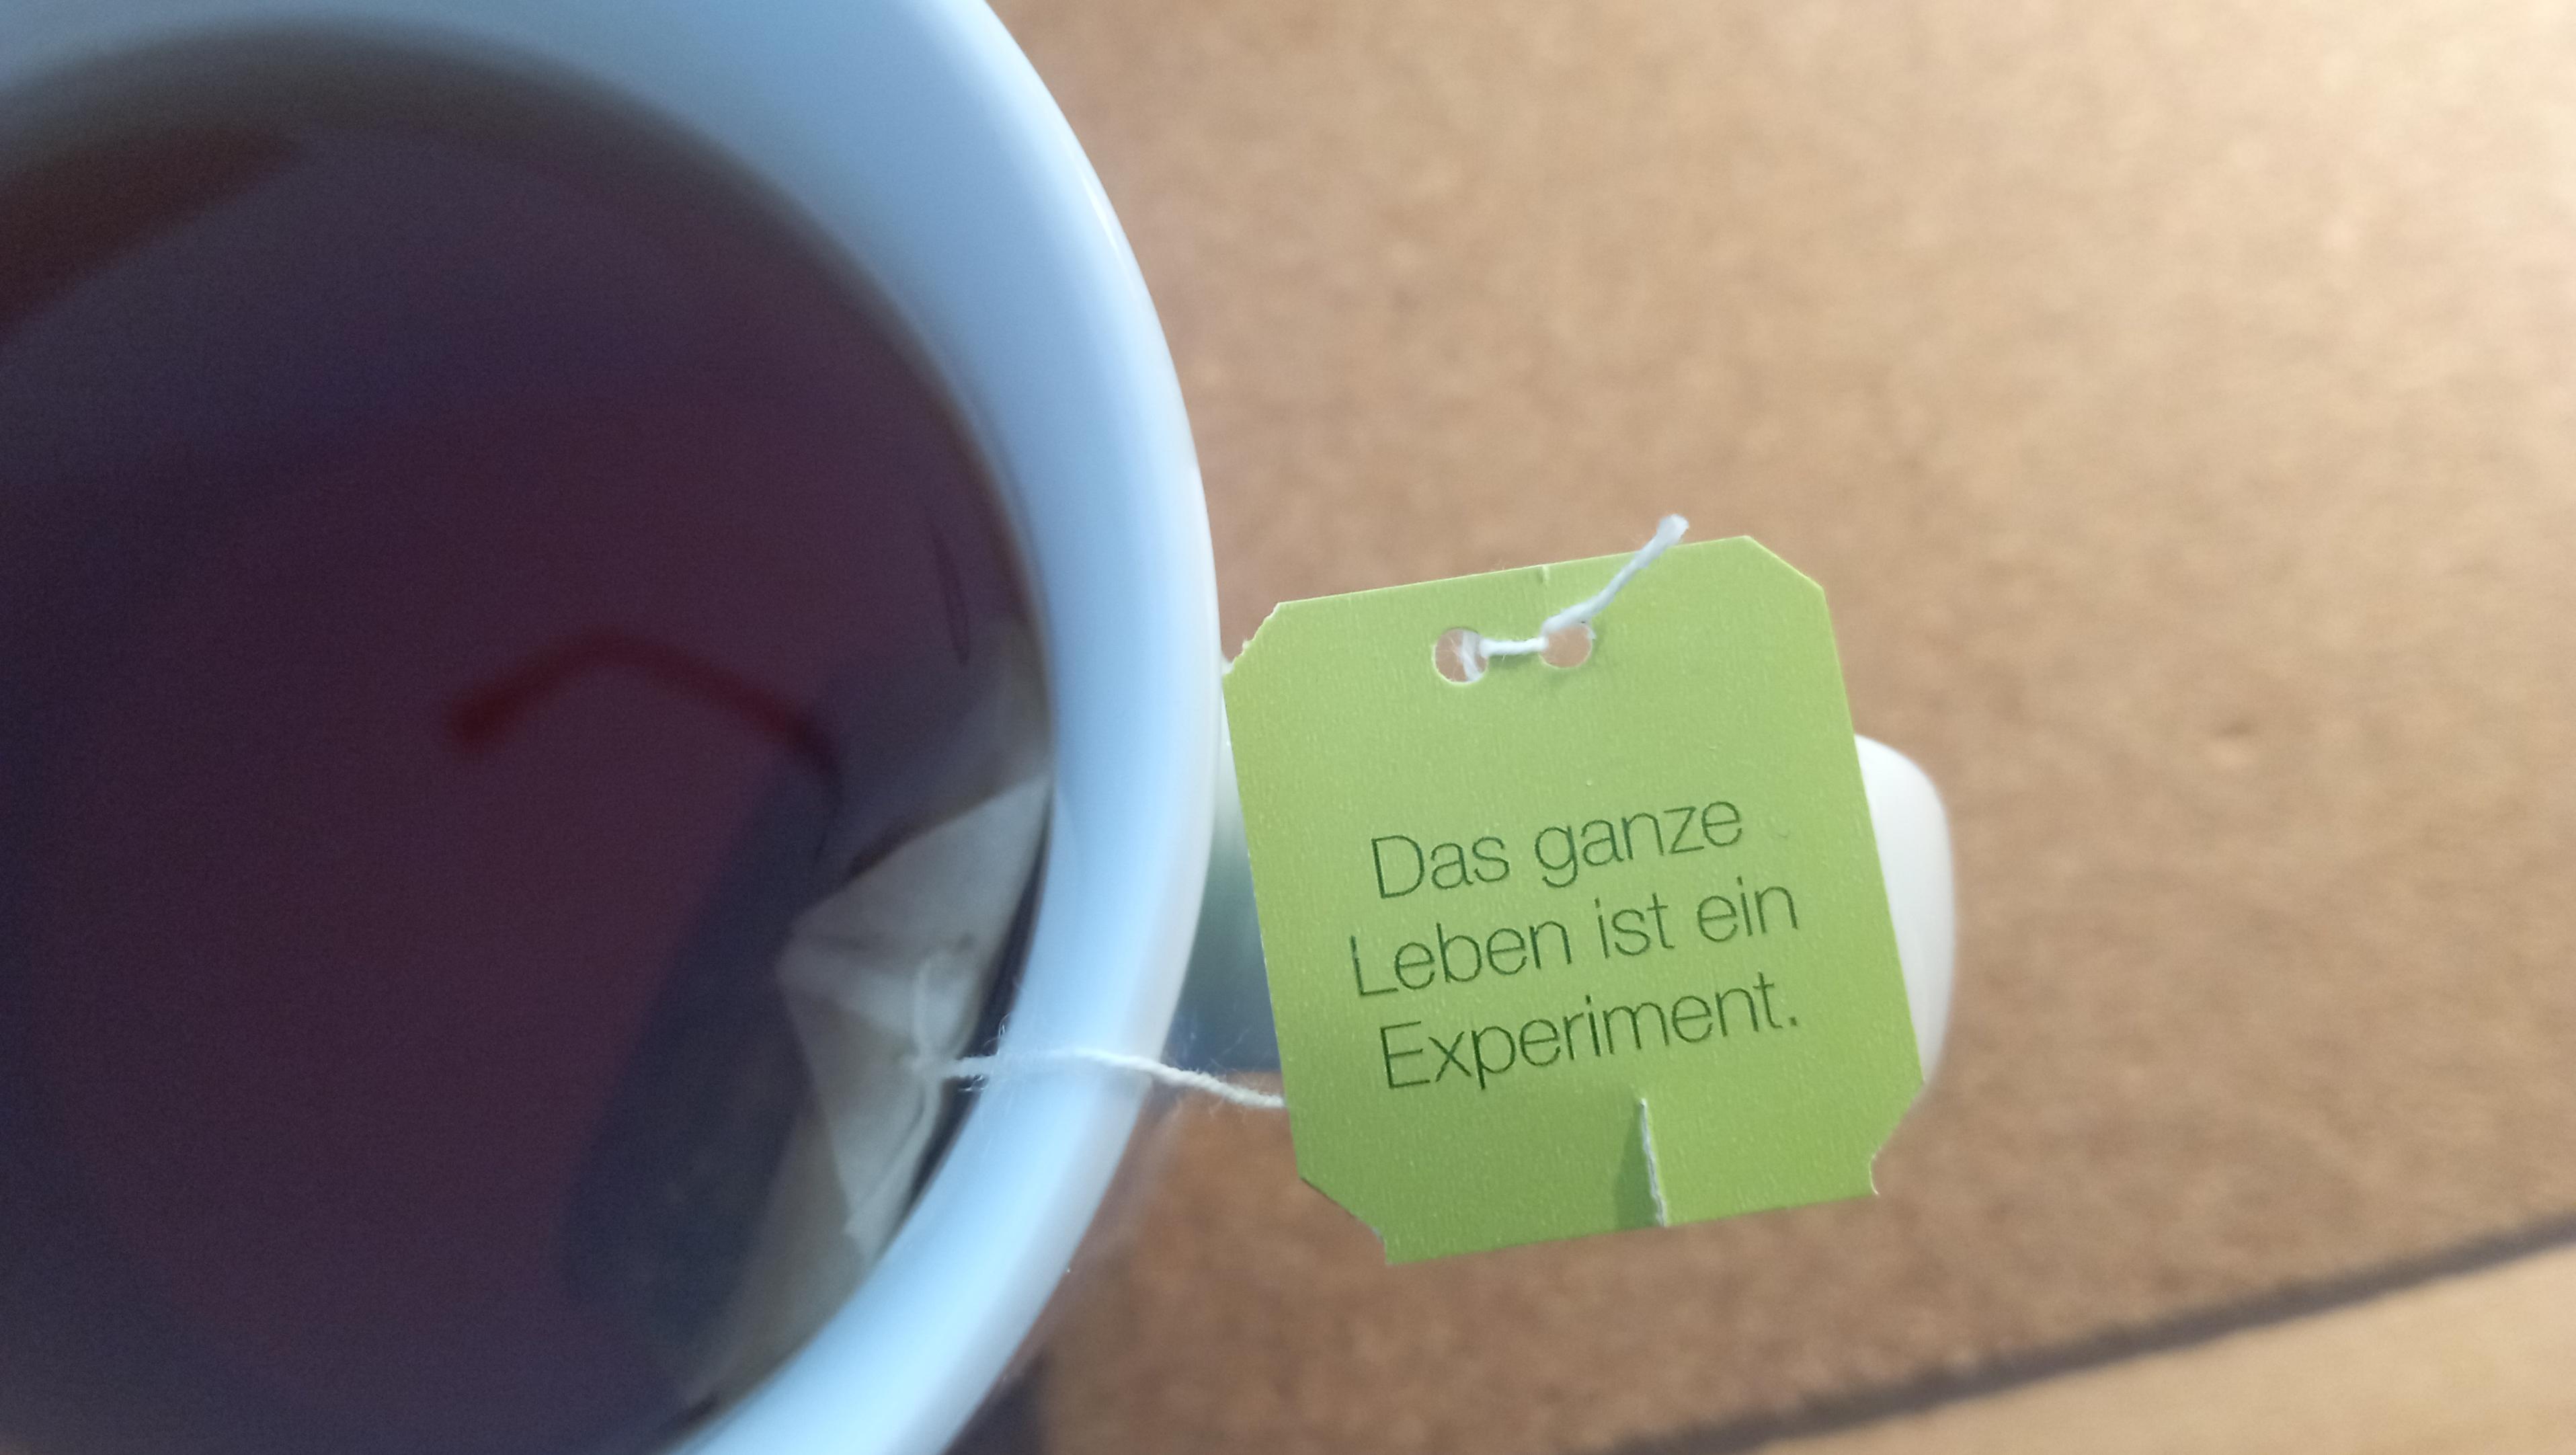 Das ganze
Leben ist ein
Experiment.